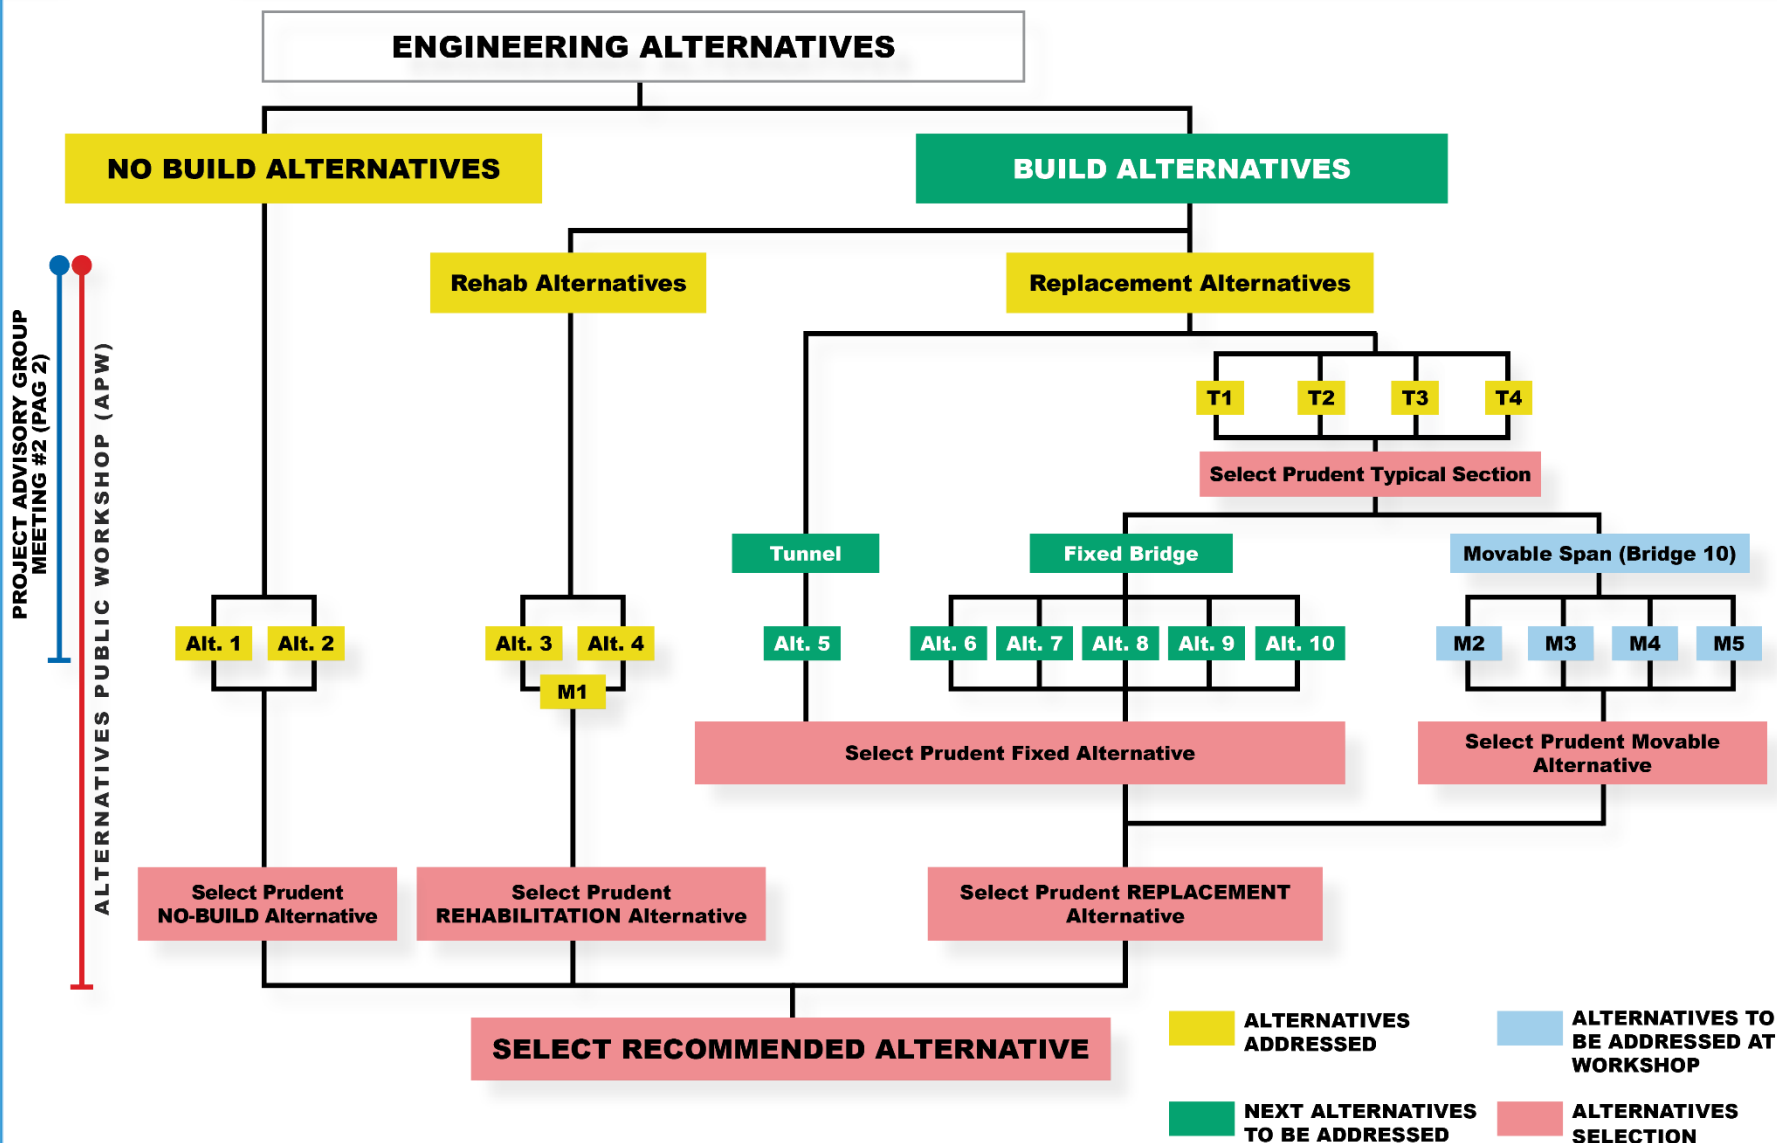 ENGINEERING ALTERNATIVES
NO BUILD ALTERNATIVES
BUILD ALTERNATIVES
Rehab Alternatives
Replacement Alternatives
PROJECT ADVISORY GROUP
MEETING #2 (PAG 2)
ALTERNATIVES PUBLIC WORKSHOP (APW)
T1
T2
T3
T4
Select Prudent Typical Section
Tunnel
Fixed Bridge
Movable Span (Bridge 10)
Alt. 1
Alt. 2
Alt. 3
Alt. 4
Alt. 5
Alt. 6
Alt. 7
Alt. 8
Alt. 9
Alt. 10
M2
M3
M4
M5
M1
Select Prudent Fixed Alternative
Select Prudent Movable
Alternative
Select Prudent
NO-BUILD Alternative
Select Prudent
REHABILITATION Alternative
Select Prudent REPLACEMENT
Alternative
SELECT RECOMMENDED ALTERNATIVE
ALTERNATIVES
ADDRESSED
ALTERNATIVES TO
BE ADDRESSED AT
WORKSHOP
NEXT ALTERNATIVES
TO BE ADDRESSED
ALTERNATIVES
SELECTION